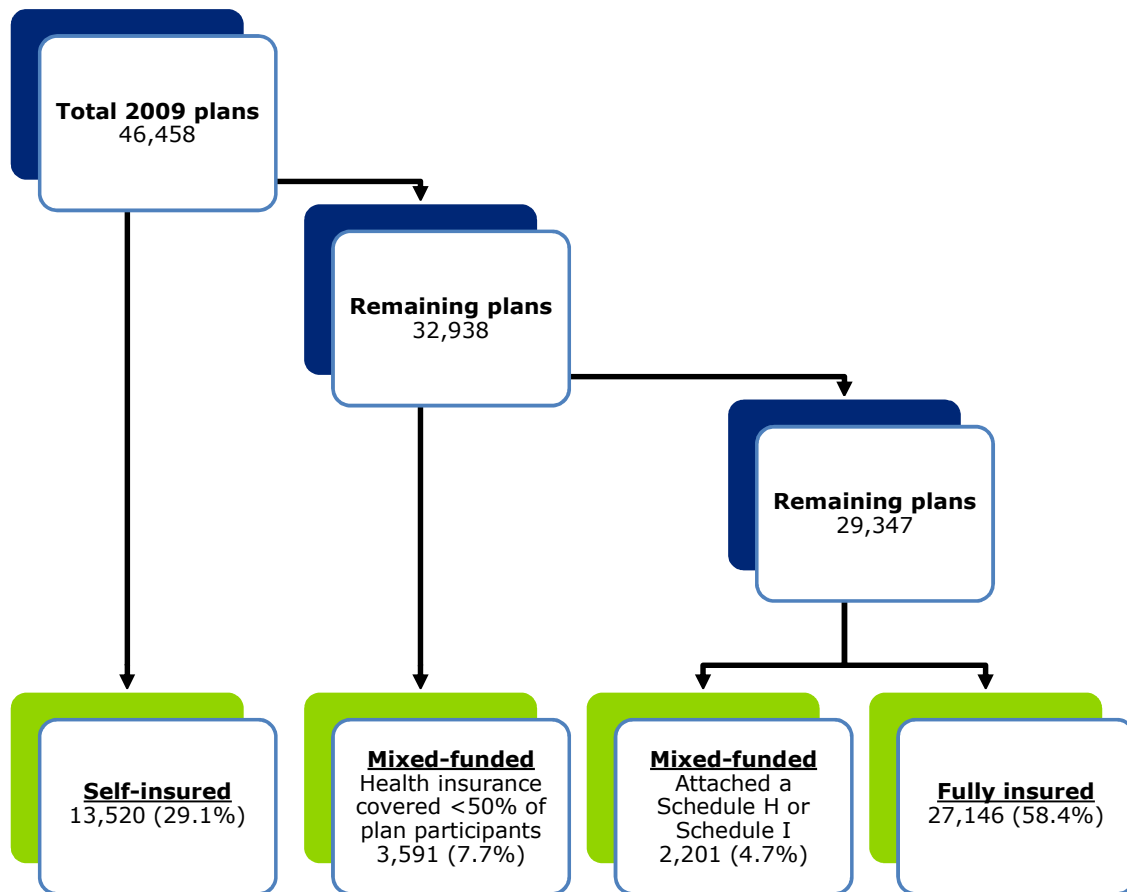 Total 2009 plans
46,458
Remaining plans
32,938
Remaining plans
29,347
Self-insured
13,520 (29.1%)
Mixed-funded
Health insurance
covered <50% of
plan participants
3,591 (7.7%)
Mixed-funded
Attached a
Schedule H or
Schedule I
2,201 (4.7%)
Fully insured
27,146 (58.4%)